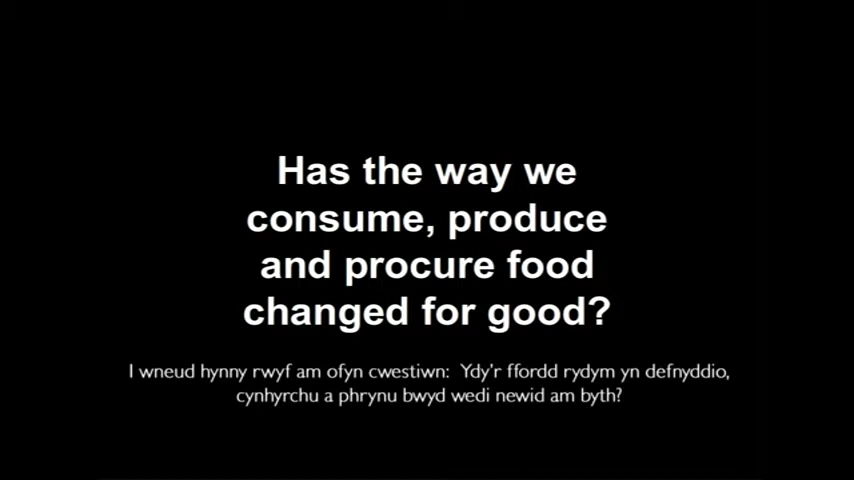 Has the way we
consume, produce
and procure food
changed for good?
I wneud hynny rwyf am ofyn cwestiwn: Ydy'r ffordd rydym yn defnyddio,
cynhyrchu a phrynu bwyd wedi newid am byth?